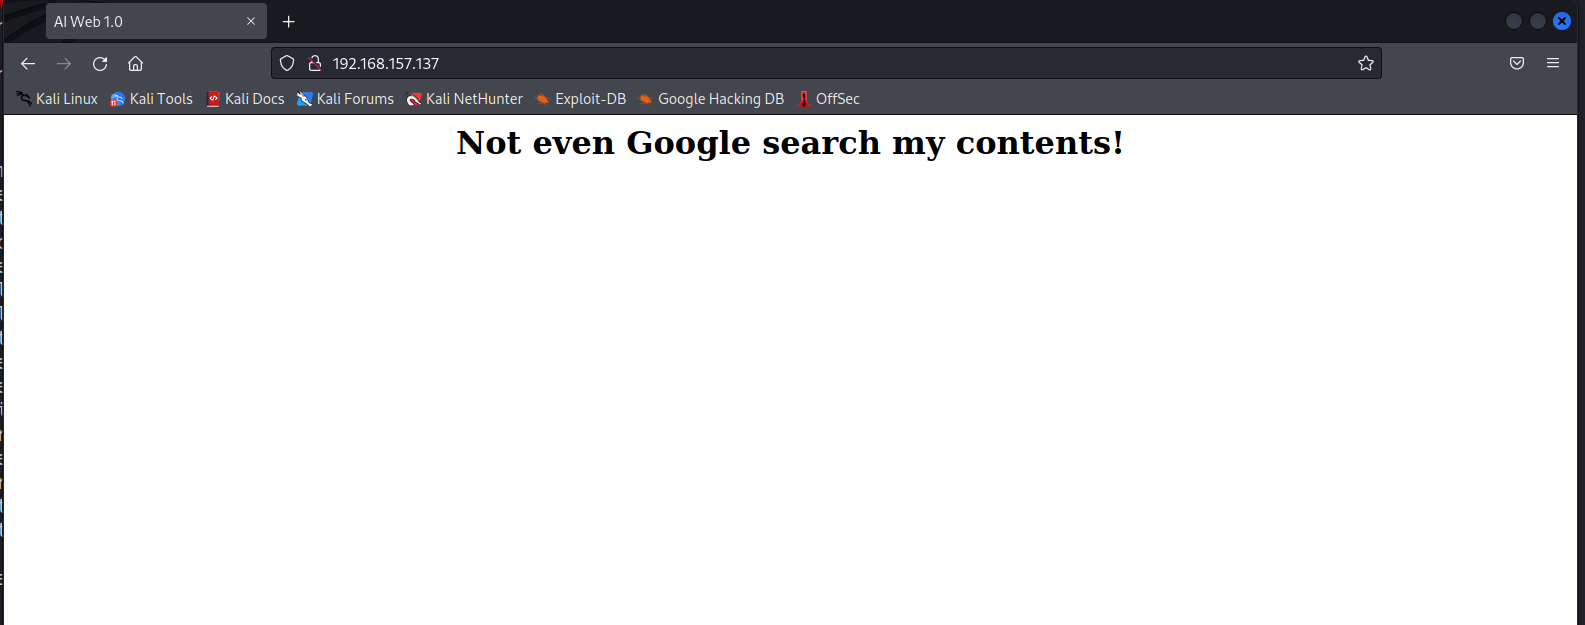 AI Web 1.0
192.168.157.137
Kali Linux Kali Tools Kali Docs Kali Forums Kali NetHunter Exploit-DB Google Hacking DB OffSec
Not even Google search my contents!